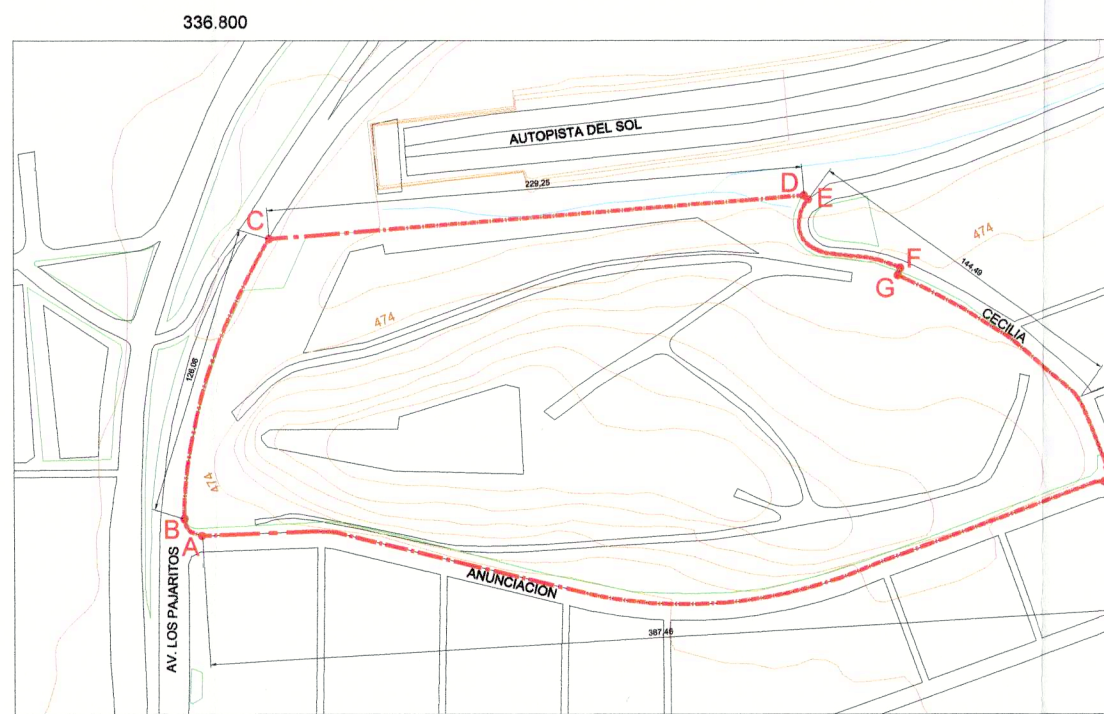 336.800
AUTOPISTA DEL SOL
229,25
D
E
C
474
144,49
F
G
CECILIA
474
128,08
474
B
A
ANUNCIACION
AV. LOS PAJARITOS
387,46